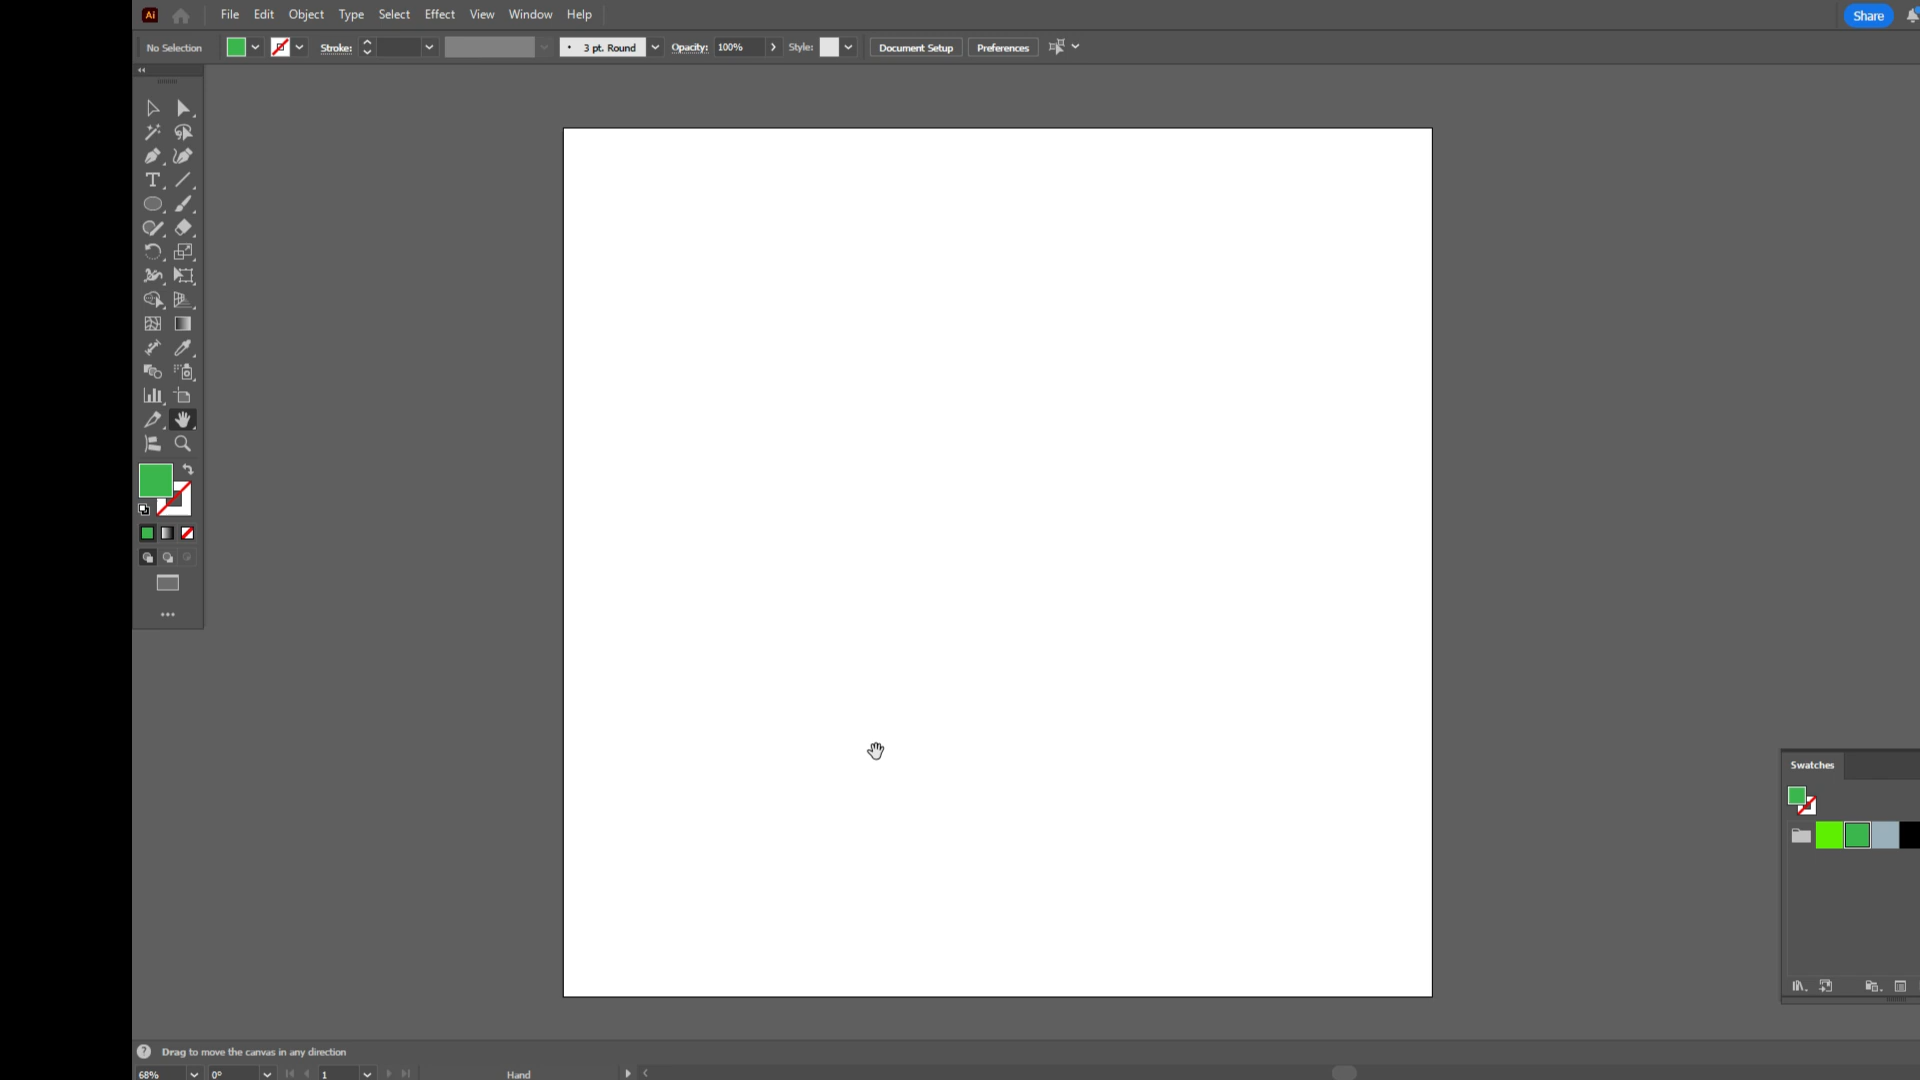 Ai File Edit Object Type Select Effect View Window Help Share
No Selection Stroke: 3 pt. Round Opacity: 100% Style: Document Setup Preferences
T
Swatches
Drag to move the canvas in any direction
68% 0° 1 Hand